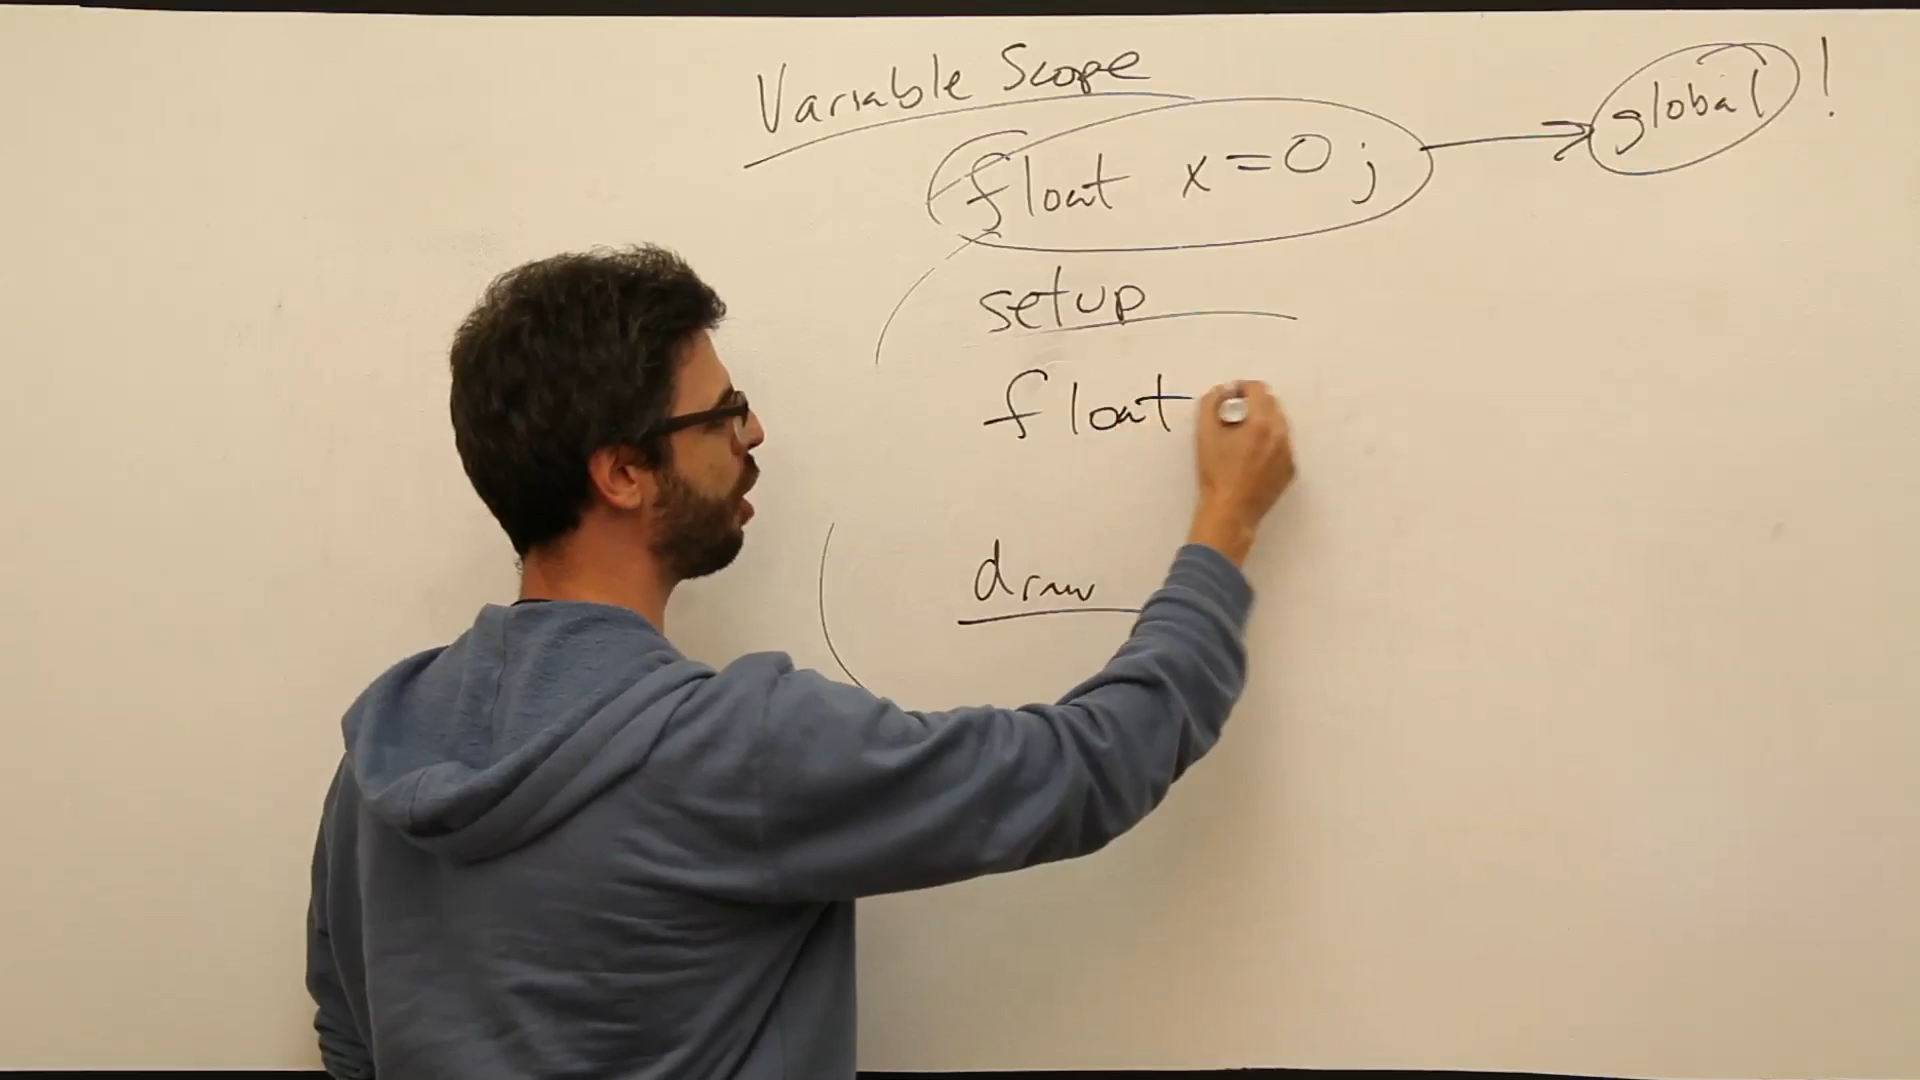 Variable Scope
float x=0; → global!
setup
float
draw